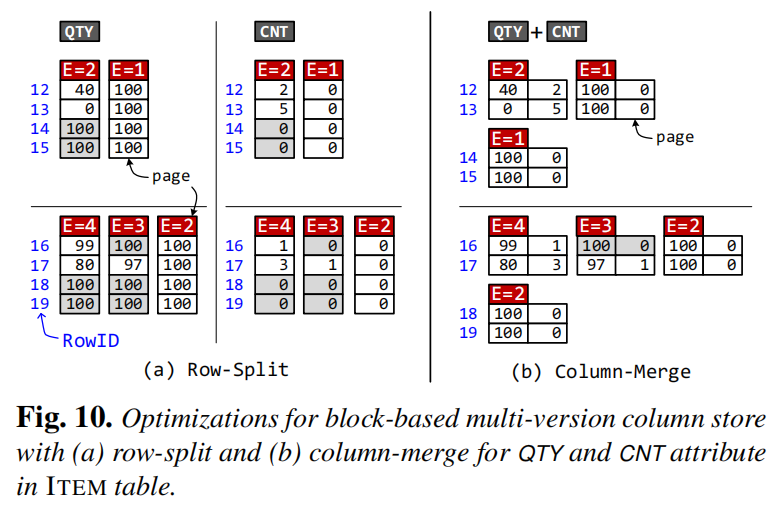 QTY CNT QTY + CNT
E=2 E=1 E=2 E=1 E=2 E=1
12 40 100 12 2 0 12 40 2 100 0
13 0 100 13 5 0 13 0 5 100 0
14 100 100 14 0 0
15 100 100 15 0 0
page
E=1
page
14 100 0
15 100 0
E=4 E=3 E=2 E=4 E=3 E=2 E=4 E=3 E=2
16 99 100 100 16 1 0 0 16 99 1 100 0 100 0
17 80 97 100 17 3 1 0 17 80 3 97 1 100 0
18 100 100 100 18 0 0 0
19 100 100 100 19 0 0 0
E=2
18 100 0
19 100 0
RowID
(a) Row-Split (b) Column-Merge
Fig. 10. Optimizations for block-based multi-version column store
with (a) row-split and (b) column-merge for QTY and CNT attribute
in ITEM table.